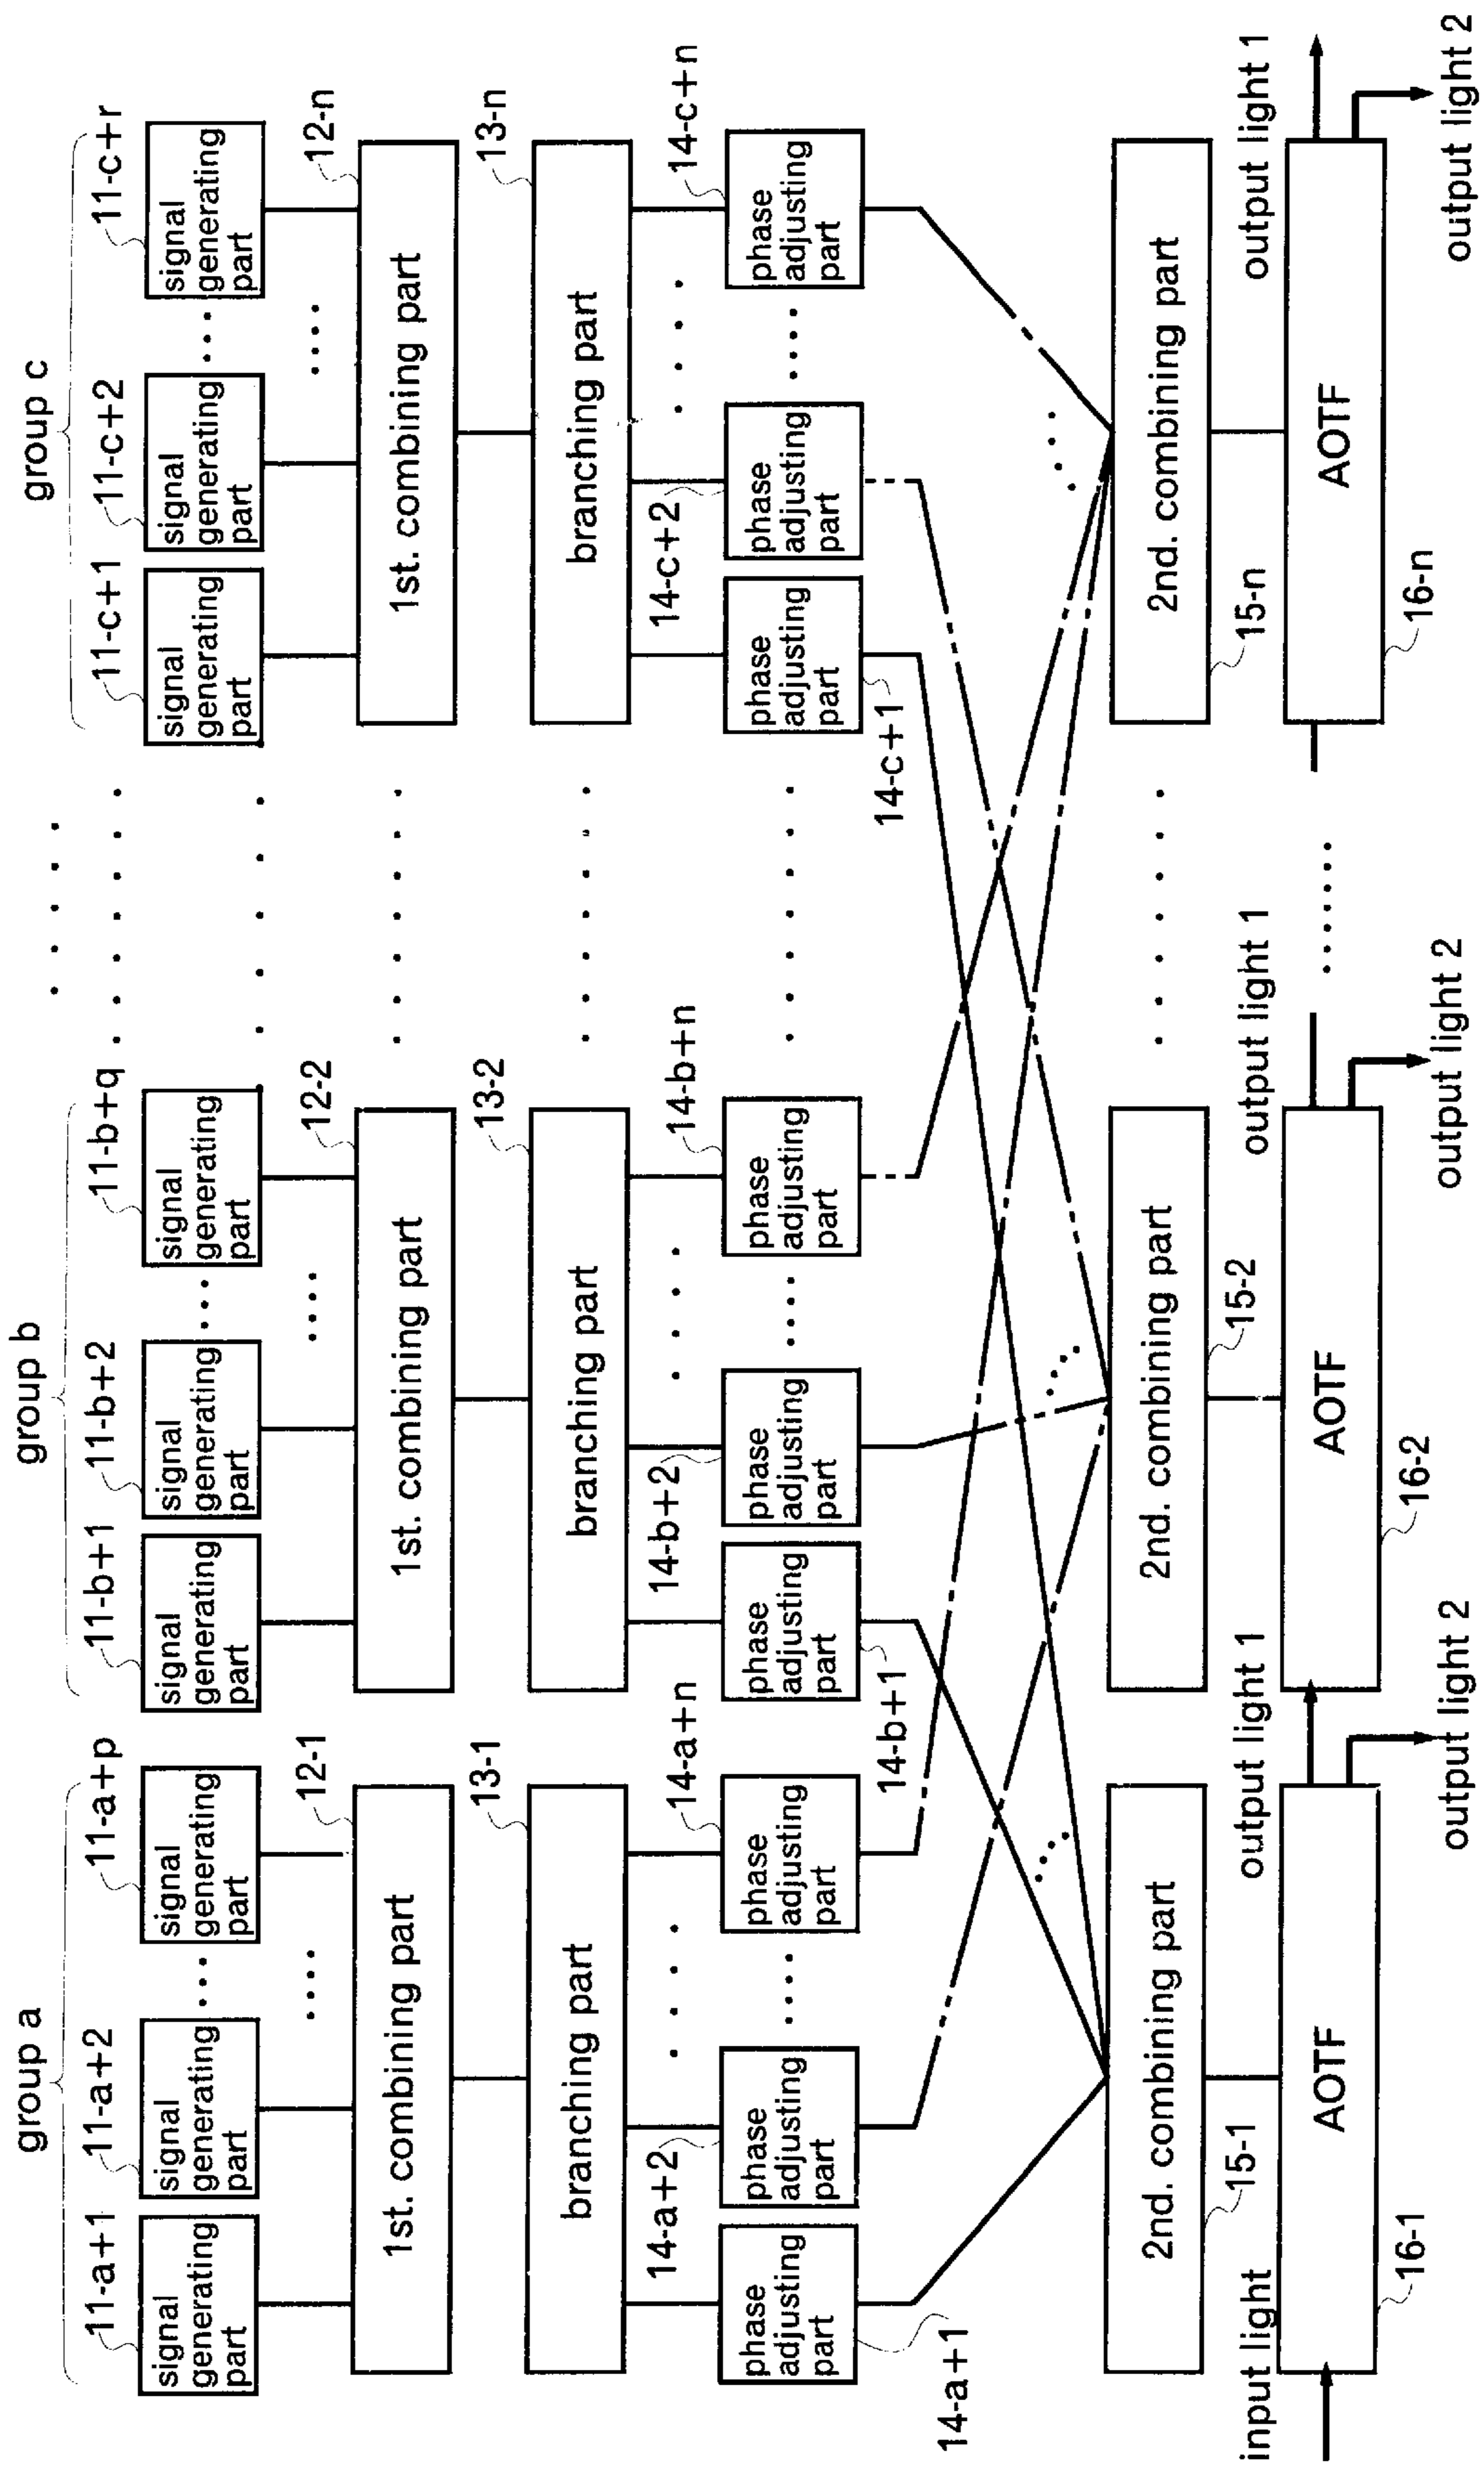 group a
group b
group c
11-a+1
11-a+2
11-a+p
11-b+1
11-b+2
11-b+q
11-c+1
11-c+2
11-c+r
signal
generating
part
signal
generating
part
signal
generating
part
signal
generating
part
signal
generating
part
signal
generating
part
signal
generating
part
signal
generating
part
signal
generating
part
12-1
12-2
12-n
1st. combining part
1st. combining part
1st. combining part
13-1
13-2
13-n
branching part
branching part
branching part
14-a+2
14-a+n
14-b+2
14-b+n
14-c+2
14-c+n
phase
adjusting
part
phase
adjusting
part
phase
adjusting
part
phase
adjusting
part
phase
adjusting
part
phase
adjusting
part
phase
adjusting
part
phase
adjusting
part
phase
adjusting
part
14-a+1
14-b+1
14-c+1
2nd. combining part
2nd. combining part
2nd. combining part
15-1
15-2
15-n
input light
output light 1
output light 1
output light 1
AOTF
AOTF
AOTF
16-1
16-2
16-n
output light 2
output light 2
output light 2